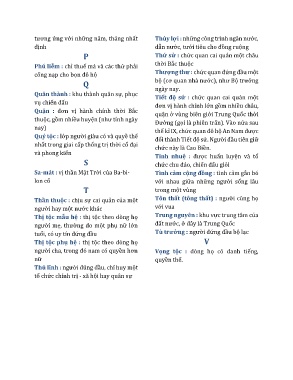 tương ứng với những năm, tháng nhất
định
P
Phú liễm : chỉ thuế má và các thứ phải
cống nạp cho bọn đô hộ
Q
Quân thành : khu thành quân sự, phục
vụ chiến đấu
Quận : đơn vị hành chính thời Bắc
thuộc, gồm nhiều huyện (như tỉnh ngày
nay)
Quý tộc : lớp người giàu có và quyền thế
nhất trong giai cấp thống trị thời cổ đại
và phong kiến
S
Sa-mát : vị thần Mặt Trời của Ba-bi-
lon cổ
T
Thần thuộc : chịu sự cai quản của một
người hay một nước khác
Thị tộc mẫu hệ : thị tộc theo dòng họ
người mẹ, thường do một phụ nữ lớn
tuổi, có uy tín đứng đầu
Thị tộc phụ hệ : thị tộc theo dòng họ
người cha, trong đó nam có quyền hơn
nữ
Thủ lĩnh : người đứng đầu, chỉ huy một
tổ chức chính trị - xã hội hay quân sự
Thủy lợi : những công trình ngăn nước,
dẫn nước, tưới tiêu cho đồng ruộng
Thứ sử : chức quan cai quản một châu
thời Bắc thuộc
Thượng thư : chức quan đứng đầu một
bộ (cơ quan nhà nước), như Bộ trưởng
ngày nay.
Tiết độ sứ : chức quan cai quản một
đơn vị hành chính lớn gồm nhiều châu,
quận ở vùng biên giới Trung Quốc thời
Đường (gọi là phiên trấn). Vào nửa sau
thế kỉ IX, chức quan đô hộ An Nam được
đổi thành Tiết độ sứ. Người đầu tiên giữ
chức này là Cao Biền.
Tinh nhuệ : được huấn luyện và tổ
chức chu đáo, chiến đấu giỏi
Tình cảm cộng đồng : tình cảm gắn bó
với nhau giữa những người sống lâu
trong một vùng
Tôn thất (tông thất) : người cùng họ
với vua
Trung nguyên : khu vực trung tâm của
đất nước, ở đây là Trung Quốc
Tù trưởng : người đứng đầu bộ lạc
V
Vọng tộc : dòng họ có danh tiếng,
quyền thế.